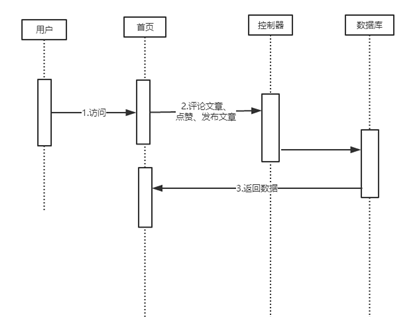 用户
首页
控制器
数据库
1.访问
2.评论文章、
点赞、发布文章
3.返回数据